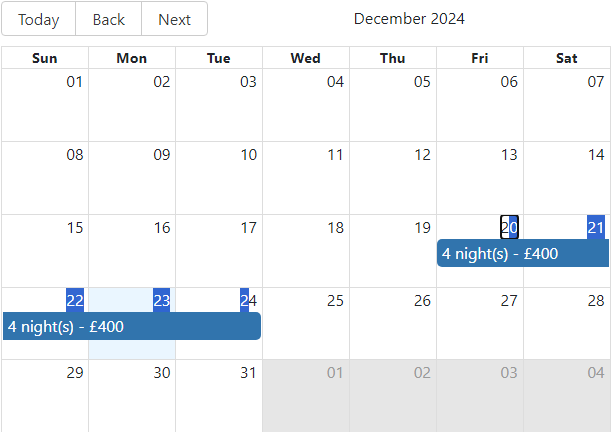 Today Back Next December 2024
Sun Mon Tue Wed Thu Fri Sat
01 02 03 04 05 06 07
08 09 10 11 12 13 14
15 16 17 18 19 20 21
4 night(s) - £400
22 23 24 25 26 27 28
4 night(s) - £400
29 30 31 01 02 03 04